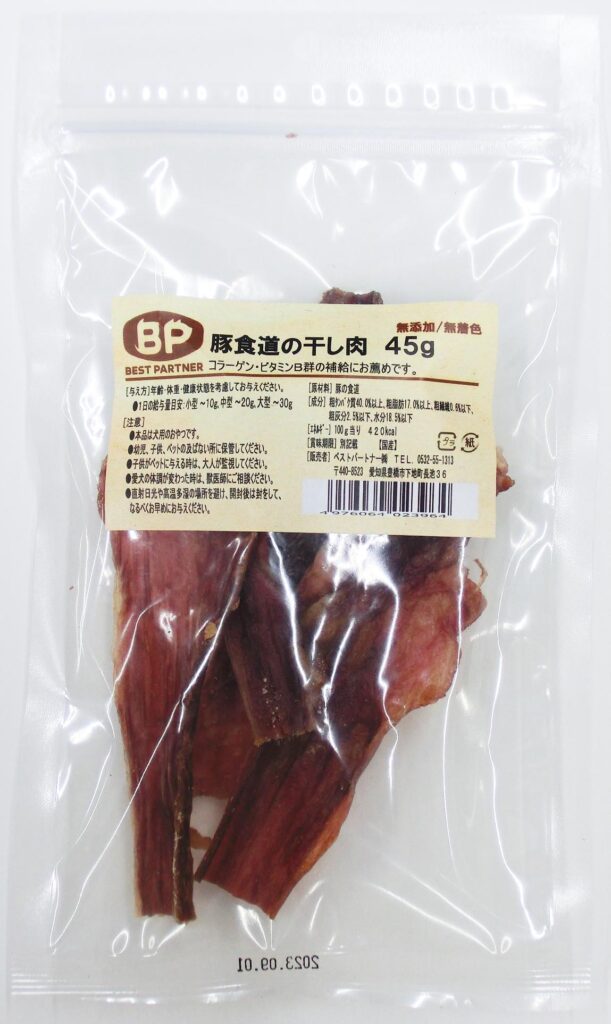 BP
BEST PARTNER
無添加/無着色
豚食道の干し肉 45g
コラーゲン・ビタミンB群の補給にお薦めです。
[与え方]年齢・体重・健康状態を考慮してお与えください。
●1日の給与量目安:小型 ～10g,中型 ～20g,大型 ～30g
[注意]
●本品は犬用のおやつです。
●幼児、子供、ペットの及ばない所に保管してください。
●子供がペットに与える時は、大人が監視してください。
●愛犬の体調が変わった時は、獣医師にご相談ください。
●直射日光や高温多湿の場所を避け、開封後は封をして、
なるべくお早めにお与えください。
[原材料] 豚の食道
[成分] 粗ﾀﾝﾊﾟｸ質40.0%以上,粗脂肪17.0%以上,粗繊維0.6%以下,
粗灰分2.5%以下,水分18.5%以下
[ｴﾈﾙｷﾞｰ] 100g当り 420kcal
[賞味期限] 別記載 [国産]
プラ
紙
[販売者] ベストパートナー㈱ TEL. 0532-55-1313
〒440-8523 愛知県豊橋市下地町長池36
4976064 023964
2023.09.01